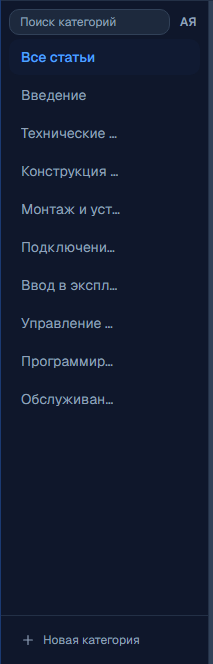 Поиск категорий АЯ
Все статьи
Введение
Технические ...
Конструкция ...
Монтаж и уст...
Подключени...
Ввод в экспл...
Управление ...
Программир...
Обслуживан...
+ Новая категория